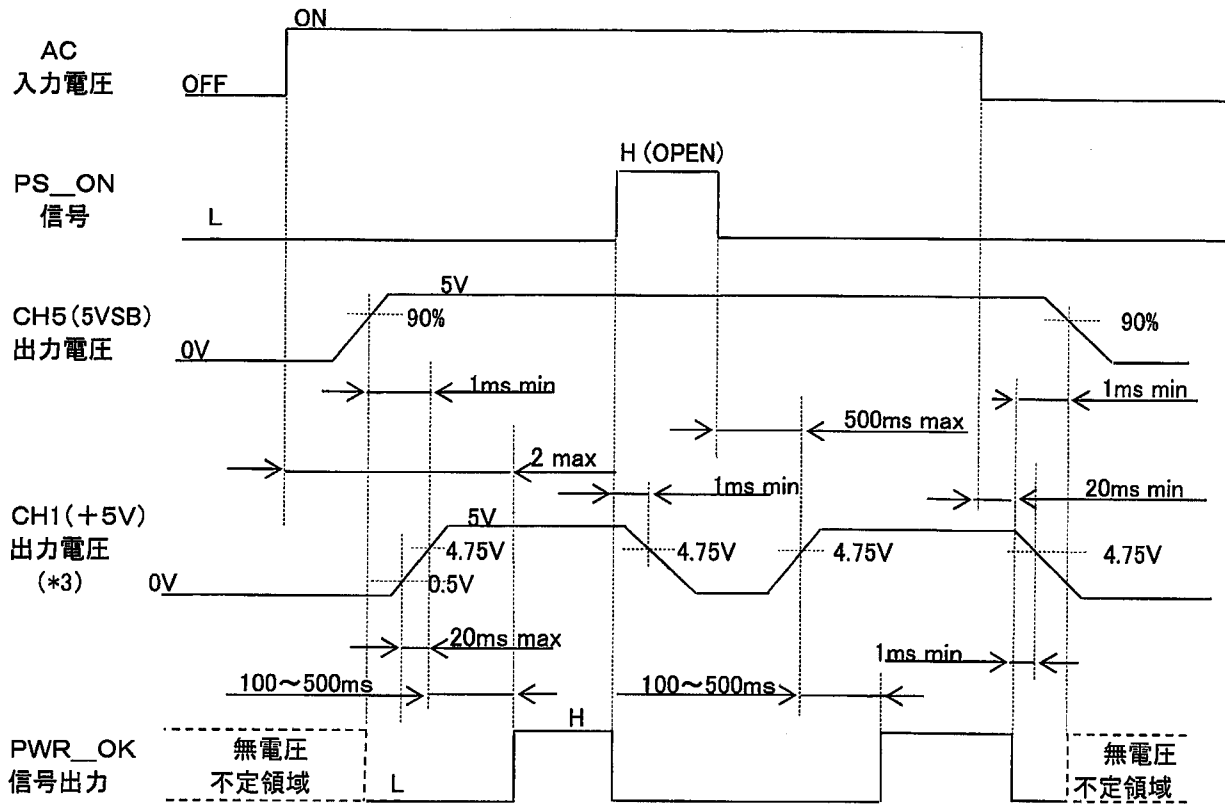 ON
AC
入力電圧
OFF
H(OPEN)
PS__ON
信号
L
5V
CH5(5VSB)
出力電圧
90%
90%
0V
1ms min
1ms min
500ms max
2 max
1ms min
20ms min
CH1(+5V)
出力電圧
(*3)
5V
4.75V
4.75V
4.75V
4.75V
0.5V
0V
20ms max
1ms min
100~500ms
100~500ms
H
PWR__OK
信号出力
無電圧
不定領域
L
無電圧
不定領域